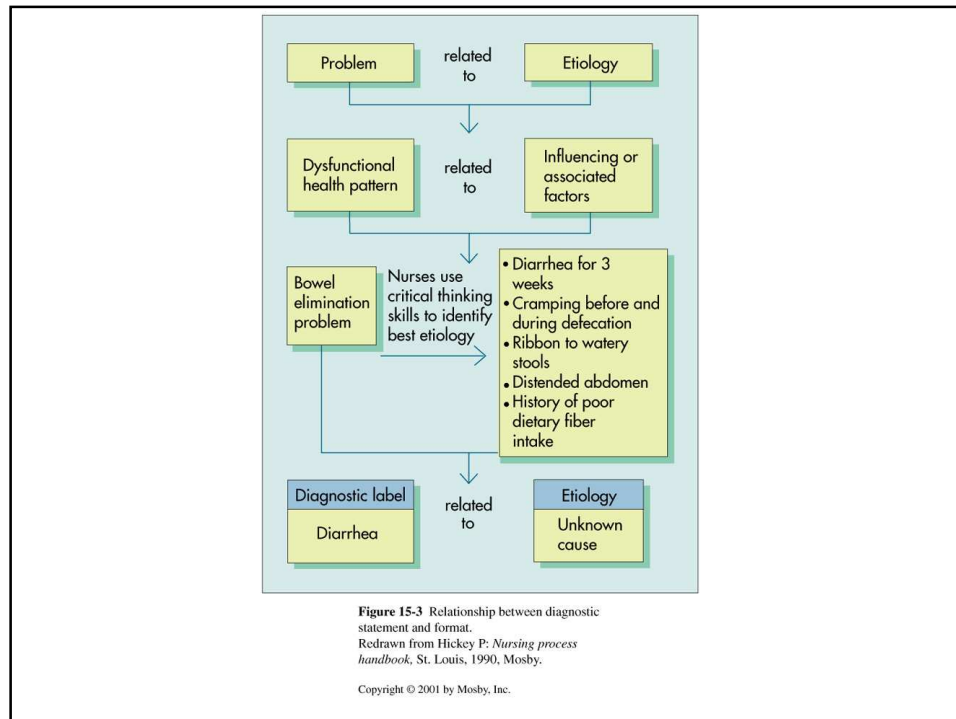 Problem
related
to
Etiology
Dysfunctional
health pattern
related
to
Influencing or
associated
factors
Bowel
elimination
problem
Nurses use
critical thinking
skills to identify
best etiology
• Diarrhea for 3
weeks
• Cramping before and
during defecation
• Ribbon to watery
stools
• Distended abdomen
• History of poor
dietary fiber
intake
Diagnostic label
Diarrhea
related
to
Etiology
Unknown
cause
Figure 15-3 Relationship between diagnostic
statement and format.
Redrawn from Hickey P: Nursing process
handbook, St. Louis, 1990, Mosby.
Copyright © 2001 by Mosby, Inc.